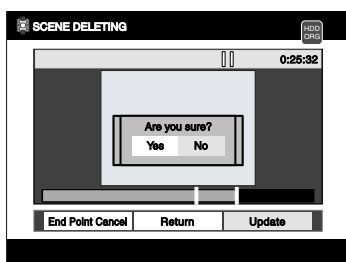 SCENE DELETING
HDD
ORG
0:25:32
Are you sure?
Yes No
End Point Cancel Return Update